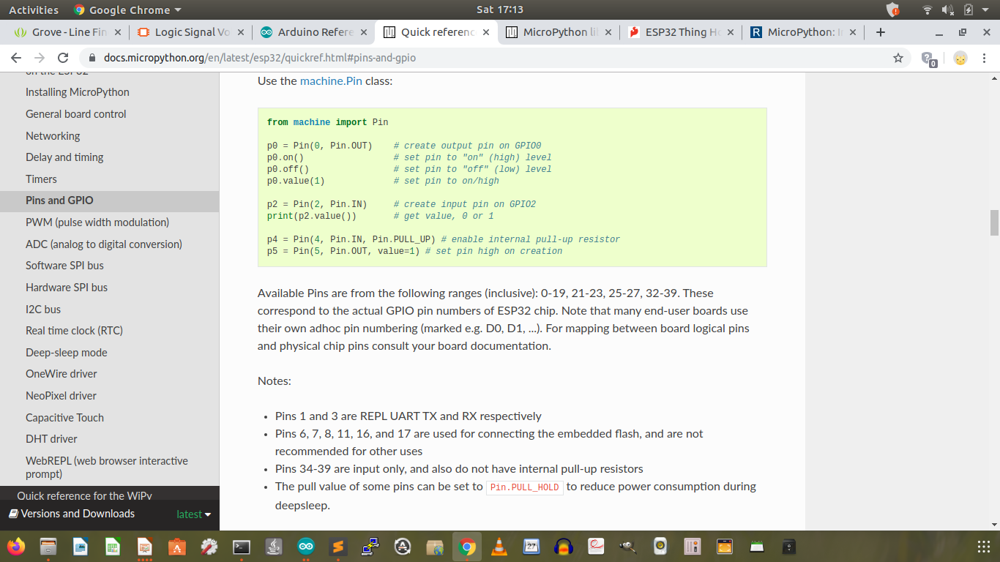 Activities Google Chrome Sat 17:13
Grove - Line Fin Logic Signal Vo Arduino Refere Quick referenc MicroPython lil ESP32 Thing H MicroPython: I
docs.micropython.org/en/latest/esp32/quickref.html#pins-and-gpio
on the ESP32
Installing MicroPython
General board control
Networking
Delay and timing
Timers
Pins and GPIO
PWM (pulse width modulation)
ADC (analog to digital conversion)
Software SPI bus
Hardware SPI bus
I2C bus
Real time clock (RTC)
Deep-sleep mode
OneWire driver
NeoPixel driver
Capacitive Touch
DHT driver
WebREPL (web browser interactive
prompt)
Quick reference for the WiPy
Versions and Downloads latest
Use the machine.Pin class:
from machine import Pin
p0 = Pin(0, Pin.OUT) # create output pin on GPIO0
p0.on() # set pin to "on" (high) level
p0.off() # set pin to "off" (low) level
p0.value(1) # set pin to on/high
p2 = Pin(2, Pin.IN) # create input pin on GPIO2
print(p2.value()) # get value, 0 or 1
p4 = Pin(4, Pin.IN, Pin.PULL_UP) # enable internal pull-up resistor
p5 = Pin(5, Pin.OUT, value=1) # set pin high on creation
Available Pins are from the following ranges (inclusive): 0-19, 21-23, 25-27, 32-39. These
correspond to the actual GPIO pin numbers of ESP32 chip. Note that many end-user boards use
their own adhoc pin numbering (marked e.g. D0, D1, ...). For mapping between board logical pins
and physical chip pins consult your board documentation.
Notes:
• Pins 1 and 3 are REPL UART TX and RX respectively
• Pins 6, 7, 8, 11, 16, and 17 are used for connecting the embedded flash, and are not
recommended for other uses
• Pins 34-39 are input only, and also do not have internal pull-up resistors
• The pull value of some pins can be set to Pin.PULL_HOLD to reduce power consumption during
deepsleep.